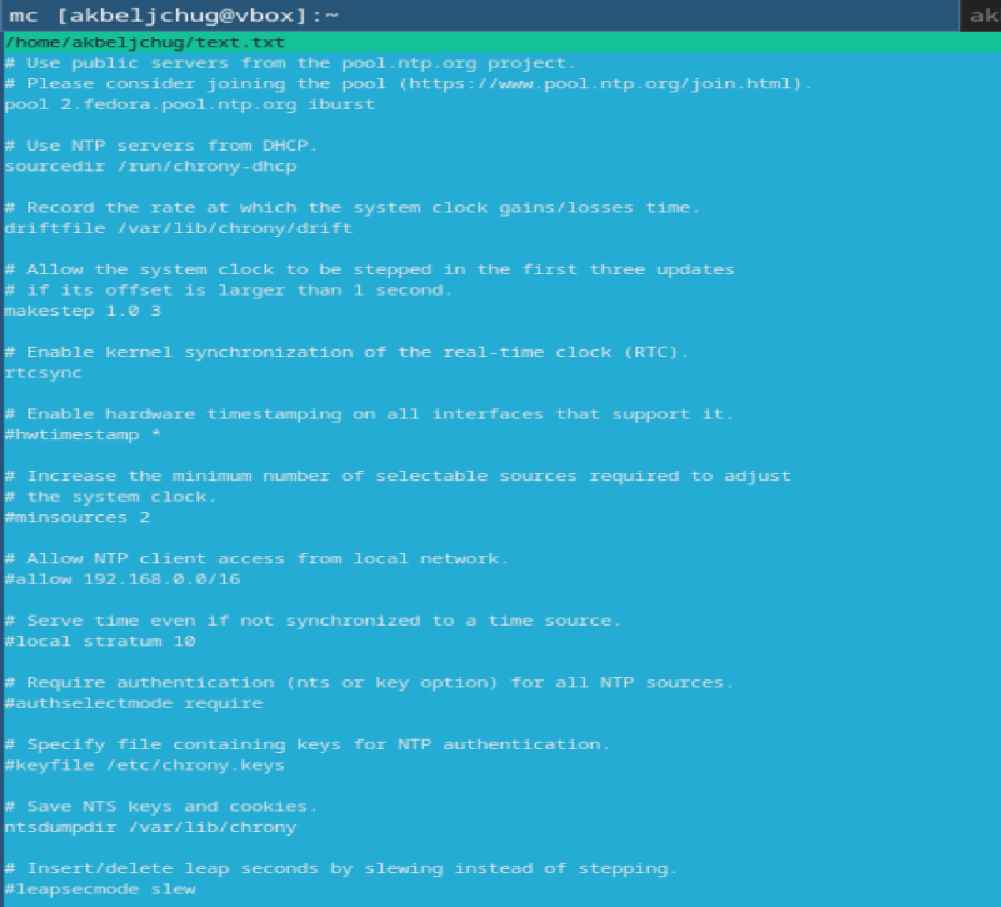 mc [akbeljchug@vbox]:~
ak
/home/akbeljchug/text.txt
# Use public servers from the pool.ntp.org project.
# Please consider joining the pool (https://www.pool.ntp.org/join.html).
pool 2.fedora.pool.ntp.org iburst
# Use NTP servers from DHCP.
sourcedir /run/chrony-dhcp
# Record the rate at which the system clock gains/losses time.
driftfile /var/lib/chrony/drift
# Allow the system clock to be stepped in the first three updates
# if its offset is larger than 1 second.
makestep 1.0 3
# Enable kernel synchronization of the real-time clock (RTC).
rtcsync
# Enable hardware timestamping on all interfaces that support it.
#hwtimestamp *
# Increase the minimum number of selectable sources required to adjust
# the system clock.
#minsources 2
# Allow NTP client access from local network.
#allow 192.168.0.0/16
# Serve time even if not synchronized to a time source.
#local stratum 10
# Require authentication (nts or key option) for all NTP sources.
#authselectmode require
# Specify file containing keys for NTP authentication.
#keyfile /etc/chrony.keys
# Save NTS keys and cookies.
ntsdumpdir /var/lib/chrony
# Insert/delete leap seconds by slewing instead of stepping.
#leapsecmode slew